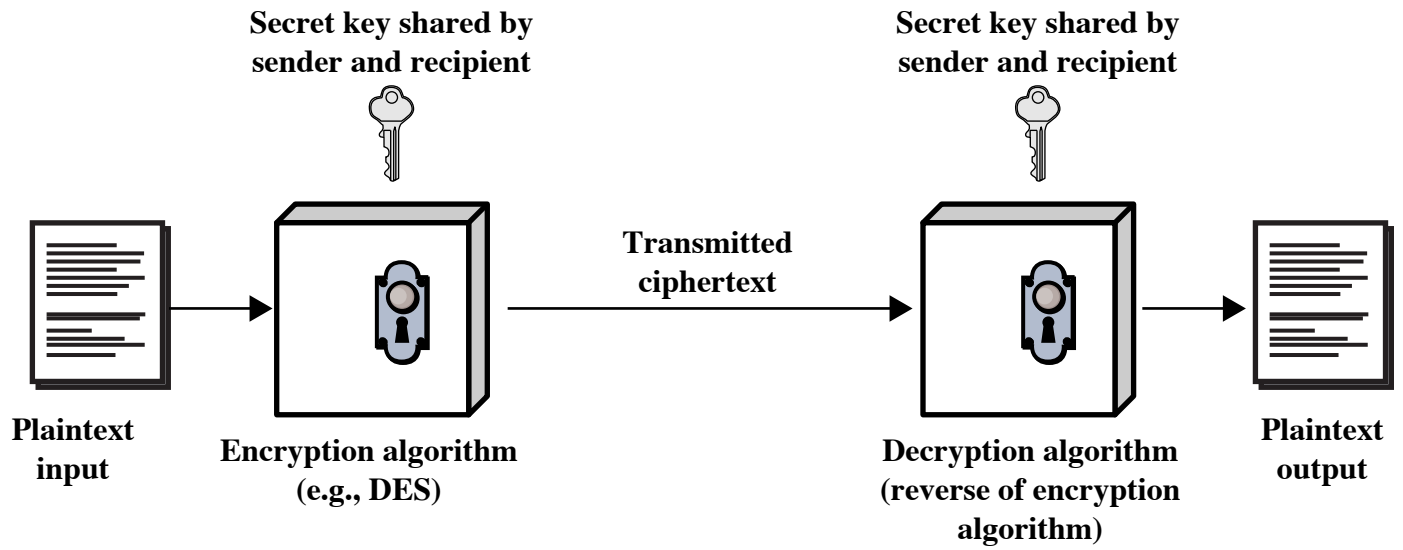 Secret key shared by
sender and recipient
Secret key shared by
sender and recipient
Transmitted
ciphertext
Plaintext
input
Encryption algorithm
(e.g., DES)
Decryption algorithm
(reverse of encryption
algorithm)
Plaintext
output